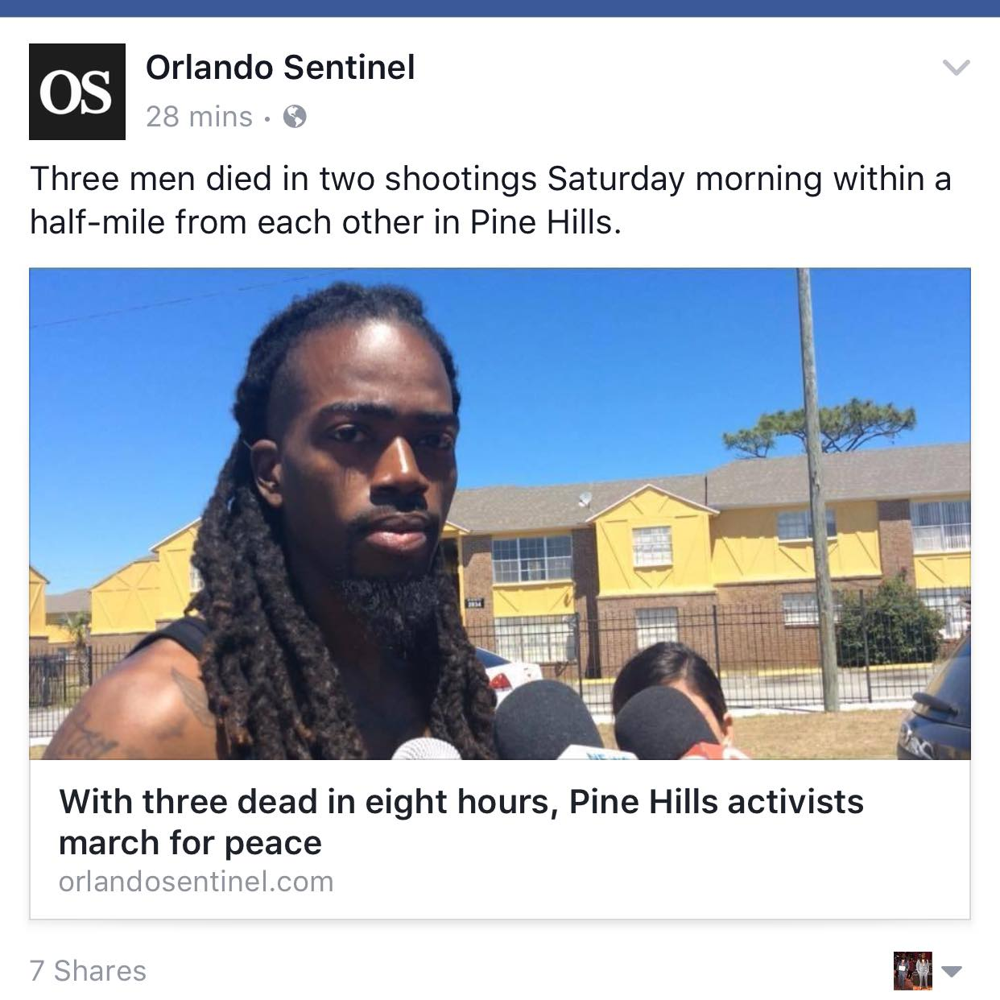 OS
Orlando Sentinel
28 mins ·
Three men died in two shootings Saturday morning within a
half-mile from each other in Pine Hills.
2934
NEWS
With three dead in eight hours, Pine Hills activists
march for peace
orlandosentinel.com
7 Shares